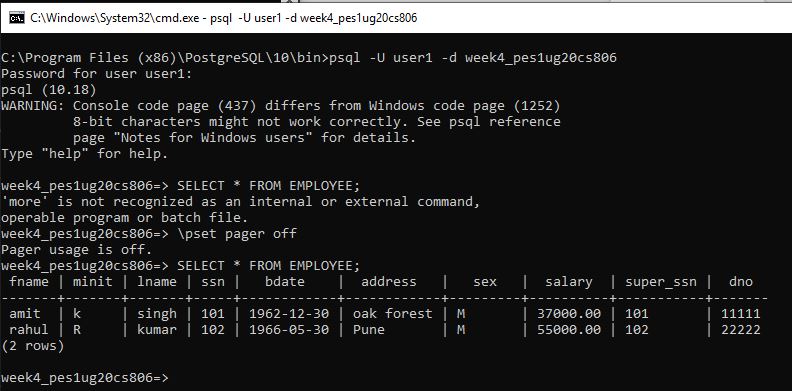 C:\Windows\System32\cmd.exe - psql -U user1 -d week4_pes1ug20cs806
C:\Program Files (x86)\PostgreSQL\10\bin>psql -U user1 -d week4_pes1ug20cs806
Password for user user1:
psql (10.18)
WARNING: Console code page (437) differs from Windows code page (1252)
         8-bit characters might not work correctly. See psql reference
         page "Notes for Windows users" for details.
Type "help" for help.
week4_pes1ug20cs806=> SELECT * FROM EMPLOYEE;
'more' is not recognized as an internal or external command,
operable program or batch file.
week4_pes1ug20cs806=> \pset pager off
Pager usage is off.
week4_pes1ug20cs806=> SELECT * FROM EMPLOYEE;
 fname | minit | lname | ssn |   bdate    |  address   |   sex   |  salary  | super_ssn |  dno
-------+-------+-------+-----+------------+------------+---------+----------+-----------+-------
 amit  | k     | singh | 101 | 1962-12-30 | oak forest | M       | 37000.00 | 101       | 11111
 rahul | R     | kumar | 102 | 1966-05-30 | Pune       | M       | 55000.00 | 102       | 22222
(2 rows)
week4_pes1ug20cs806=>